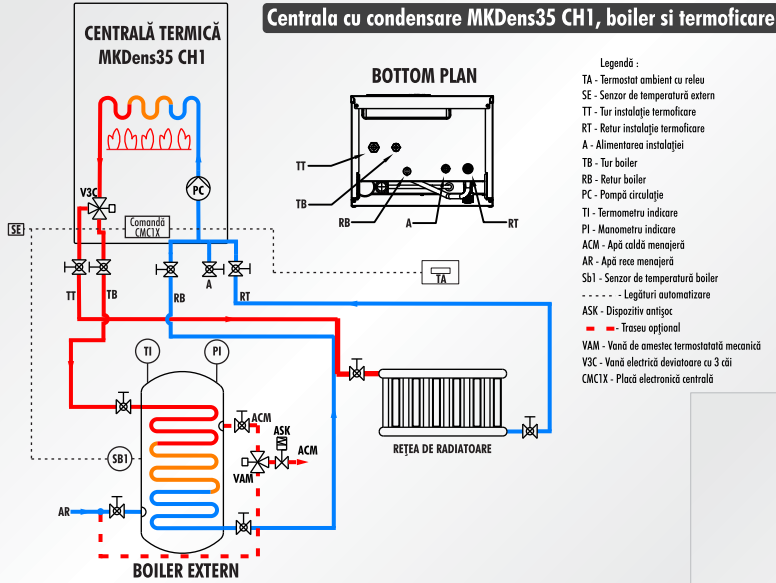 Centrala cu condensare MKDens35 CH1, boiler si termoficare
CENTRALĂ TERMICĂ
MKDens35 CH1
V3C
PC
Comandă
CMC1X
SE
TT
TB
RB
A
RT
TA
BOTTOM PLAN
TT
TB
RB
A
RT
TI
PI
ACM
ASK
ACM
VAM
SB1
AR
BOILER EXTERN
REŢEA DE RADIATOARE
Legendă :
TA - Termostat ambient cu releu
SE - Senzor de temperatură extern
TT - Tur instalaţie termoficare
RT - Retur instalaţie termoficare
A - Alimentarea instalaţiei
TB - Tur boiler
RB - Retur boiler
PC - Pompă circulaţie
TI - Termometru indicare
PI - Manometru indicare
ACM - Apă caldă menajeră
AR - Apă rece menajeră
Sb1 - Senzor de temperatură boiler
------ - Legături automatizare
ASK - Dispozitiv antişoc
- Traseu opţional
VAM - Vană de amestec termostatată mecanică
V3C - Vană electrică deviatoare cu 3 căi
CMC1X - Placă electronică centrală